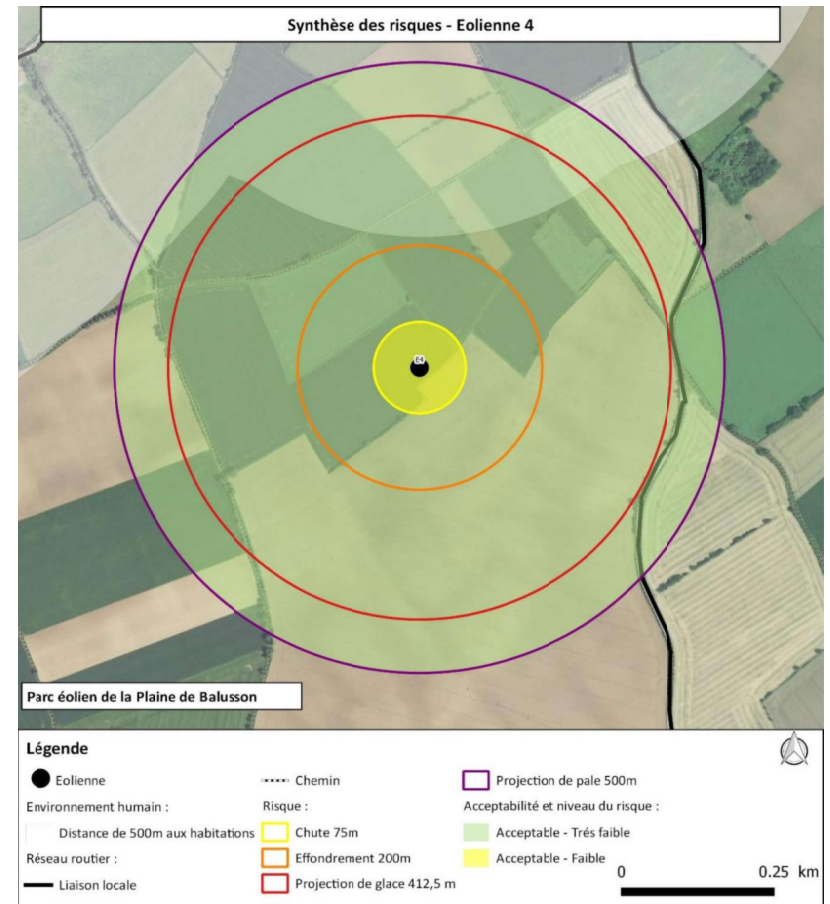 Synthèse des risques - Eolienne 4
E4
Parc éolien de la Plaine de Balusson
Légende
Eolienne
Environnement humain :
Distance de 500m aux habitations
Réseau routier :
Liaison locale
Chemin
Risque :
Chute 75m
Effondrement 200m
Projection de glace 412,5 m
Projection de pale 500m
Acceptabilité et niveau du risque :
Acceptable - Trés faible
Acceptable - Faible
0 0.25 km